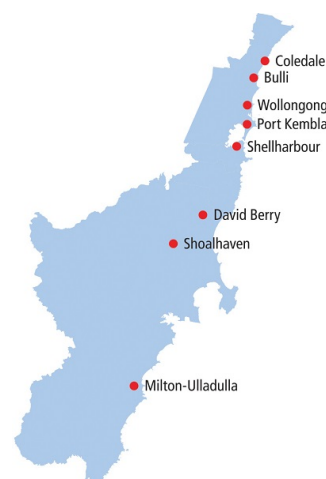 Coledale
Bulli
Wollongong
Port Kembla
Shellharbour
David Berry
Shoalhaven
Milton-Ulladulla